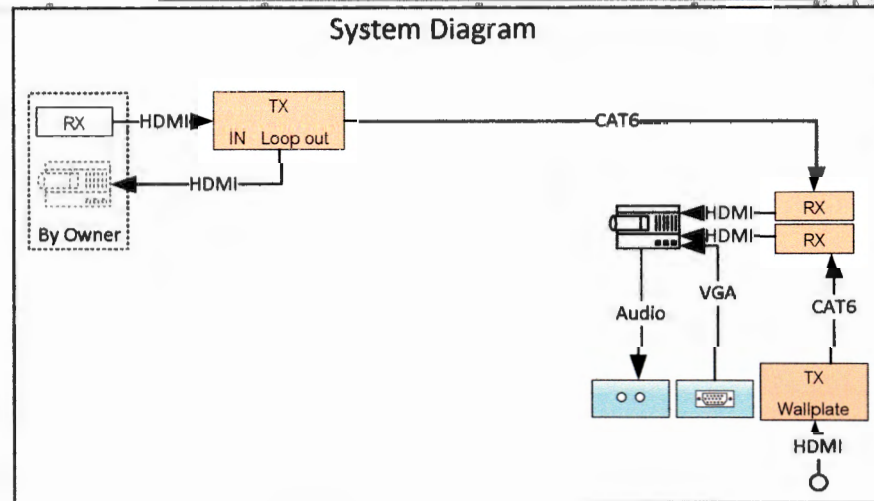 System Diagram
RX
HDMI
TX
IN Loop out
CAT6
HDMI
By Owner
HDMI
RX
HDMI
RX
VGA
Audio
CAT6
TX
Wallplate
HDMI